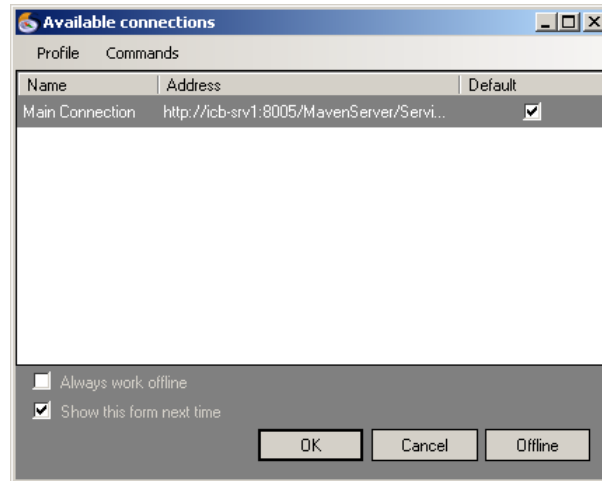 Available connections
Profile Commands
Name Address Default
Main Connection http://icb-srv1:8005/MavenServer/Servi...
Always work offline
Show this form next time
OK Cancel Offline